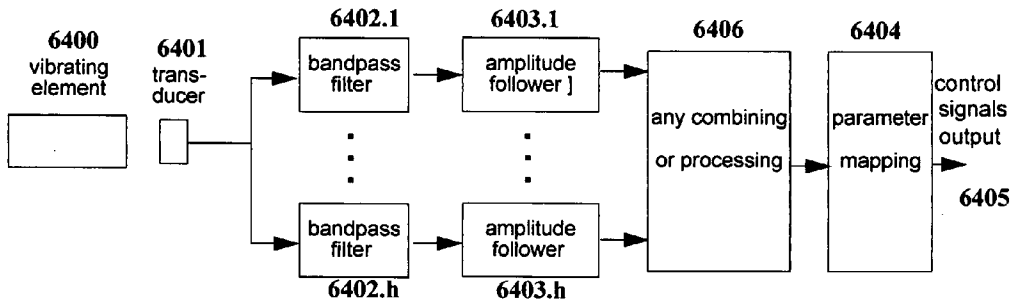 6400
vibrating
element
6401
trans-
ducer
6402.1
bandpass
filter
6403.1
amplitude
follower ]
bandpass
filter
6402.h
amplitude
follower
6403.h
6406
any combining
or processing
6404
parameter
mapping
control
signals
output
6405